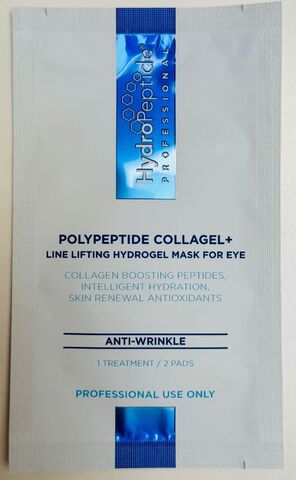 HydroPeptide®
PROFESSIONAL
POLYPEPTIDE COLLAGEL+
LINE LIFTING HYDROGEL MASK FOR EYE
COLLAGEN BOOSTING PEPTIDES,
INTELLIGENT HYDRATION,
SKIN RENEWAL ANTIOXIDANTS
ANTI-WRINKLE
1 TREATMENT / 2 PADS
PROFESSIONAL USE ONLY